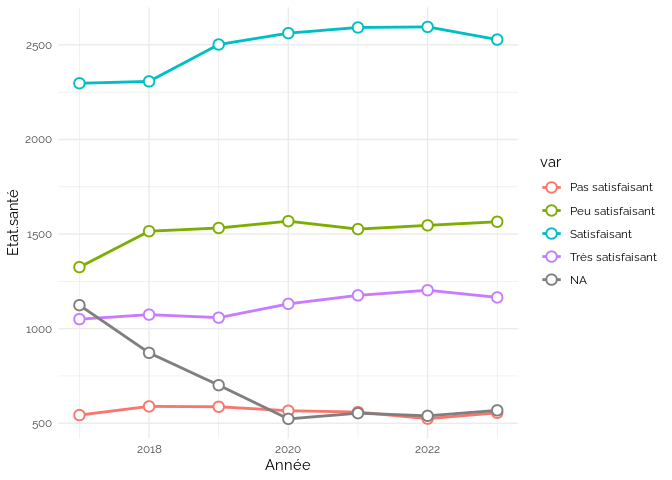 2500
2000
1500
1000
500
2018
2020
2022
Année
Etat.santé
var
Pas satisfaisant
Peu satisfaisant
Satisfaisant
Très satisfaisant
NA